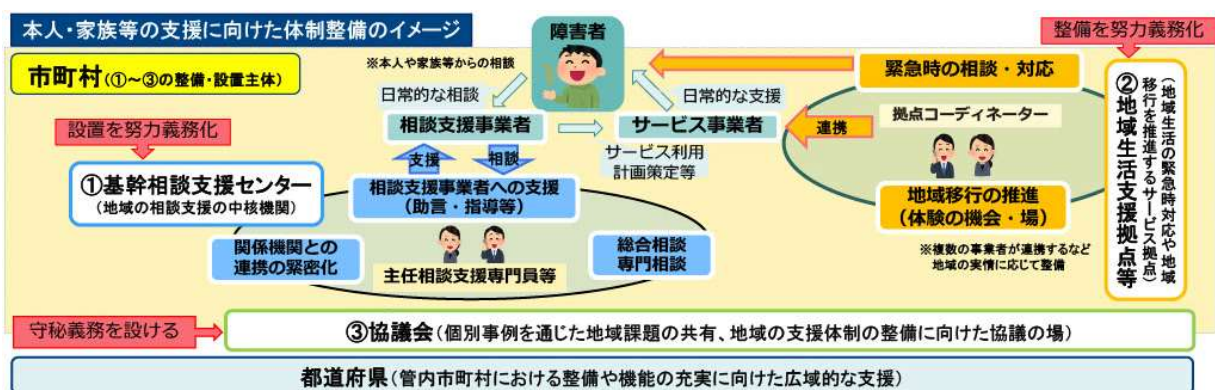 本人・家族等の支援に向けた体制整備のイメージ
障害者
整備を努力義務化
市町村(①~③の整備・設置主体)
※本人や家族等からの相談
緊急時の相談・対応
日常的な相談
日常的な支援
拠点コーディネーター
設置を努力義務化
相談支援事業者
サービス事業者
連携
支援
相談
サービス利用
計画策定等
①基幹相談支援センター
(地域の相談支援の中核機関)
相談支援事業者への支援
(助言・指導等)
地域移行の推進
(体験の機会・場)
②地域生活支援拠点等
(地域生活の緊急時対応や地域
移行を推進するサービス拠点)
関係機関との
連携の緊密化
主任相談支援専門員等
総合相談
専門相談
※複数の事業者が連携するなど
地域の実情に応じて整備
守秘義務を設ける
③協議会(個別事例を通じた地域課題の共有、地域の支援体制の整備に向けた協議の場)
都道府県(管内市町村における整備や機能の充実に向けた広域的な支援)